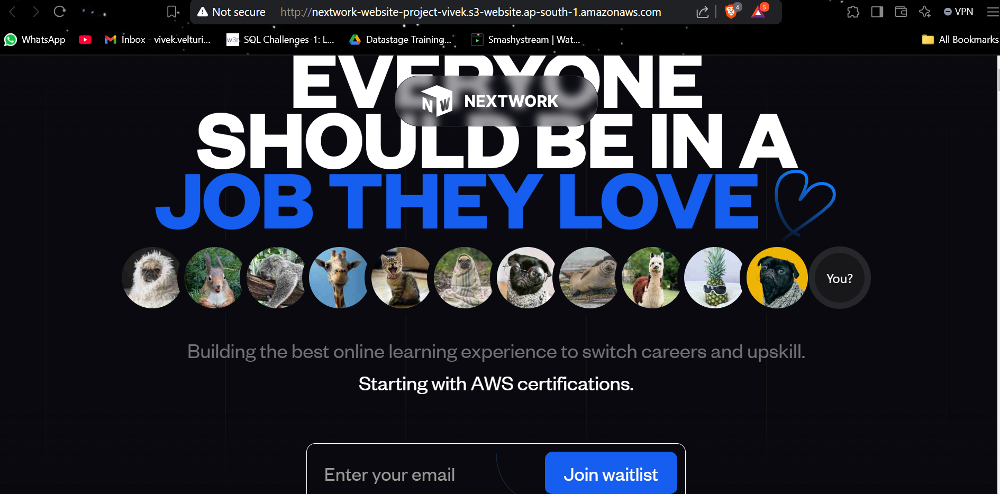 Not secure http://nextwork-website-project-vivek.s3-website.ap-south-1.amazonaws.com 4 5 VPN
WhatsApp Inbox - vivek.velturi... w3r SQL Challenges-1: L... Datastage Training... Smashystream | Wat... All Bookmarks
EVERYONE
NW NEXTWORK
SHOULD BE IN A
JOB THEY LOVE
You?
Building the best online learning experience to switch careers and upskill.
Starting with AWS certifications.
Enter your email Join waitlist